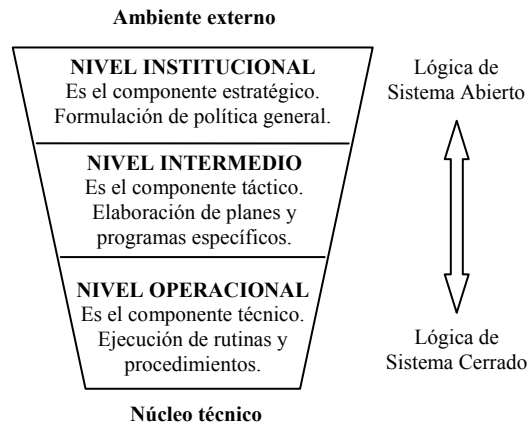 Ambiente externo
NIVEL INSTITUCIONAL
Es el componente estratégico.
Formulación de política general.
NIVEL INTERMEDIO
Es el componente táctico.
Elaboración de planes y
programas específicos.
NIVEL OPERACIONAL
Es el componente técnico.
Ejecución de rutinas y
procedimientos.
Núcleo técnico
Lógica de
Sistema Abierto
Lógica de
Sistema Cerrado